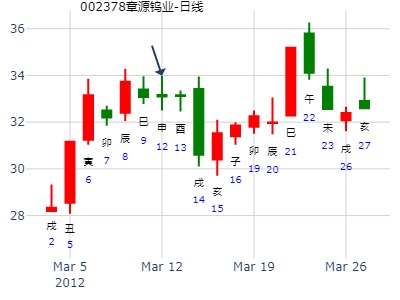 002378章源钨业-日线
36
34
32
30
28
戌
2
丑
5
寅
6
卯
7
辰
8
巳
9
甲
12
酉
13
戌
14
亥
15
子
16
卯
19
辰
20
巳
21
午
22
未
23
戌
26
亥
27
Mar 5
2012
Mar 12
Mar 19
Mar 26